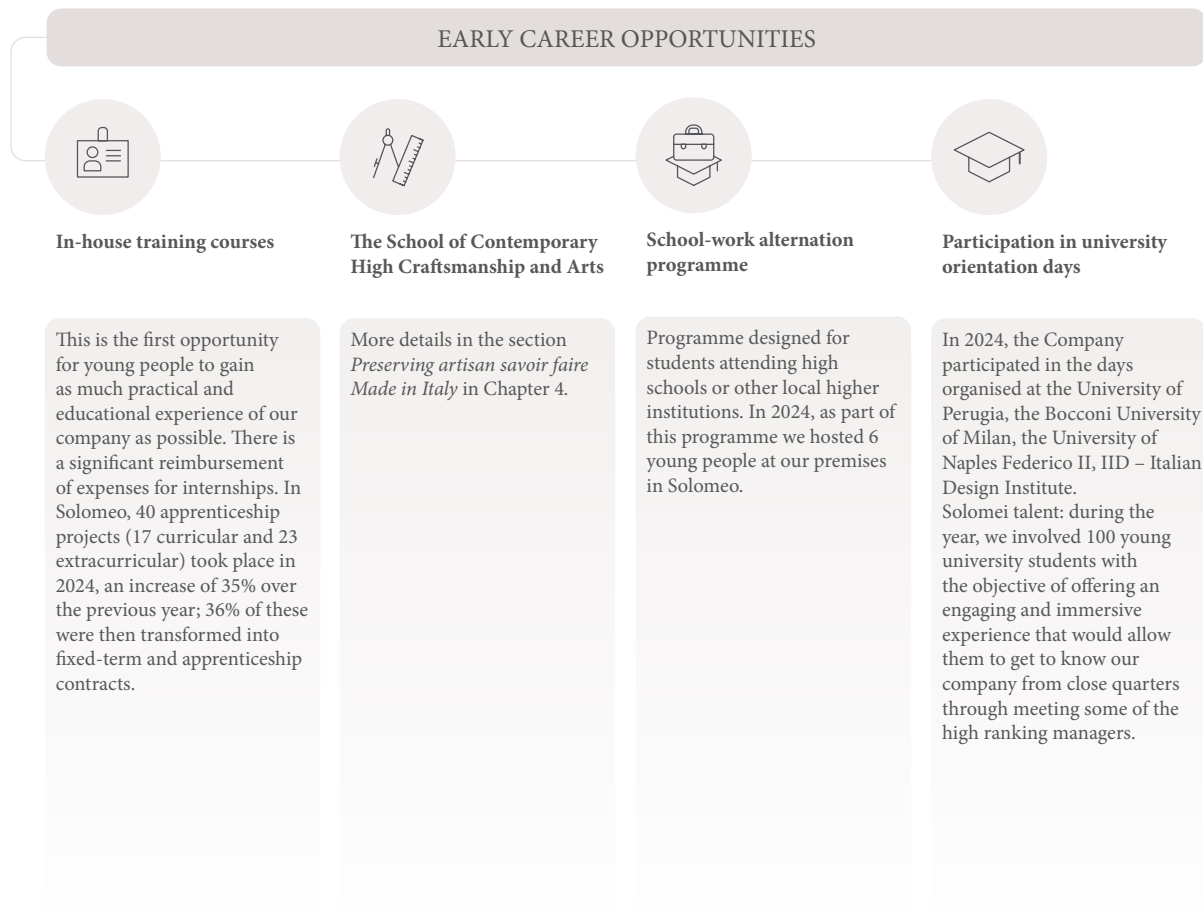 EARLY CAREER OPPORTUNITIES
In-house training courses
This is the first opportunity
for young people to gain
as much practical and
educational experience of our
company as possible. There is
a significant reimbursement
of expenses for internships. In
Solomeo, 40 apprenticeship
projects (17 curricular and 23
extracurricular) took place in
2024, an increase of 35% over
the previous year; 36% of these
were then transformed into
fixed-term and apprenticeship
contracts.
The School of Contemporary
High Craftsmanship and Arts
More details in the section
Preserving artisan savoir faire
Made in Italy in Chapter 4.
School-work alternation
programme
Programme designed for
students attending high
schools or other local higher
institutions. In 2024, as part of
this programme we hosted 6
young people at our premises
in Solomeo.
Participation in university
orientation days
In 2024, the Company
participated in the days
organised at the University of
Perugia, the Bocconi University
of Milan, the University of
Naples Federico II, IID – Italian
Design Institute.
Solomei talent: during the
year, we involved 100 young
university students with
the objective of offering an
engaging and immersive
experience that would allow
them to get to know our
company from close quarters
through meeting some of the
high ranking managers.